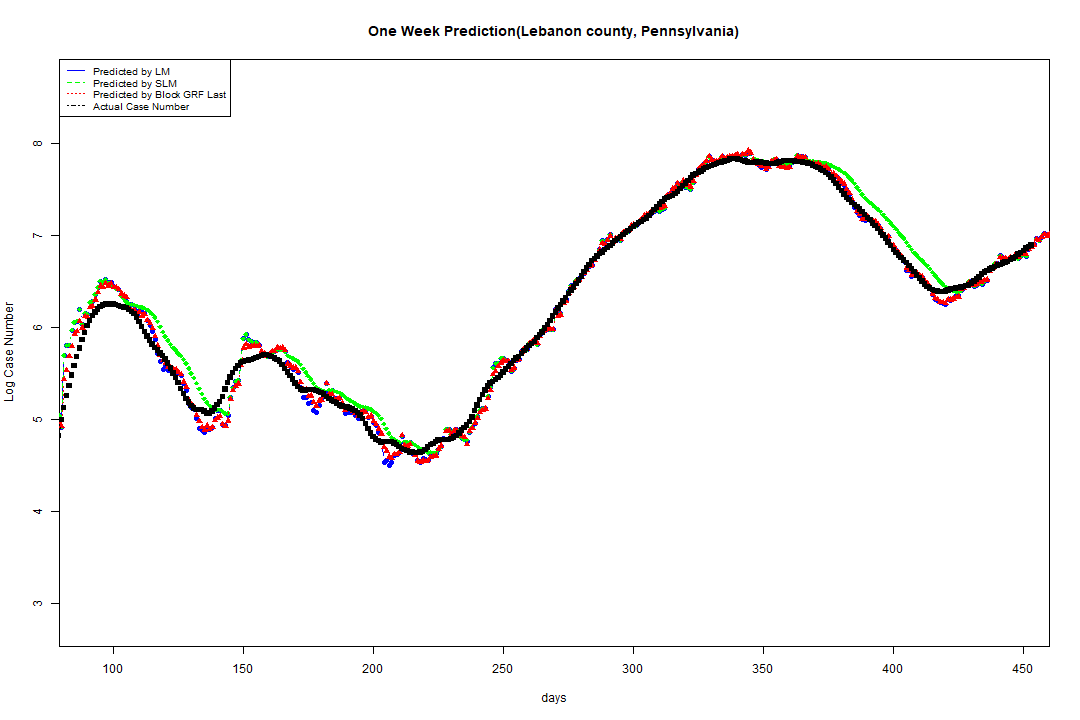 One Week Prediction(Lebanon county, Pennsylvania)
Predicted by LM
Predicted by SLM
Predicted by Block GRF Last
Actual Case Number
Log Case Number
8
7
6
5
4
3
100 150 200 250 300 350 400 450
days